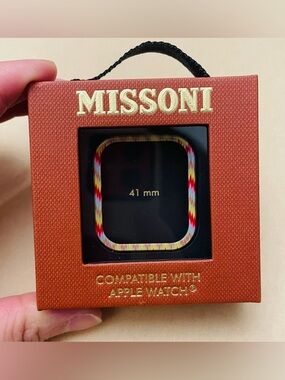 MISSONI
41 mm
COMPATIBLE WITH
APPLE WATCH®